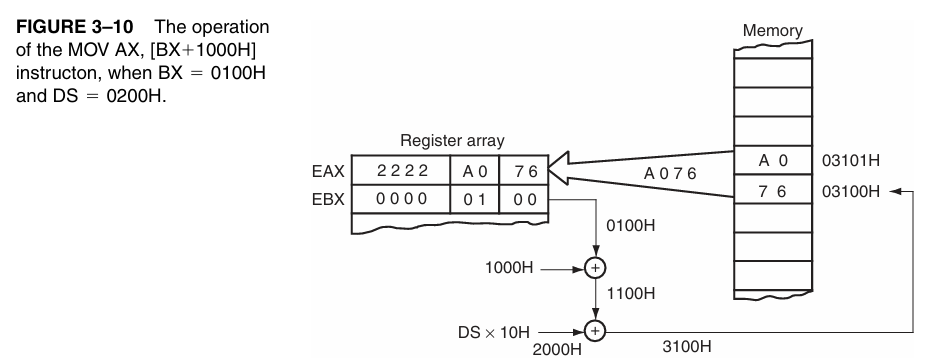 FIGURE 3–10 The operation
of the MOV AX, [BX+1000H]
instructon, when BX = 0100H
and DS = 0200H.
Memory
Register array
EAX 2222 A0 76
EBX 0000 01 00
A076
A0 03101H
76 03100H
0100H
1000H +
1100H
DS × 10H +
2000H 3100H